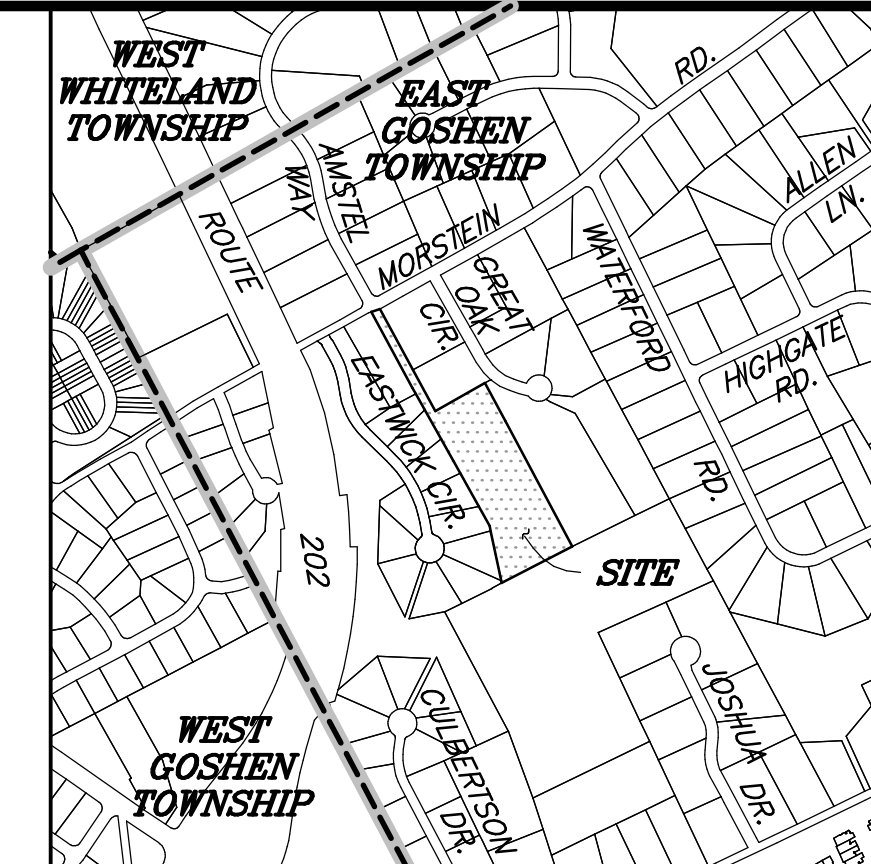 WEST
WHITELAND
TOWNSHIP
EAST
GOSHEN
TOWNSHIP
RD.
AMSTEL
WAY
ALLEN
LN.
ROUTE
MORSTEIN
WATERFORD
GREAT
OAK
CIR.
HIGHGATE
RD.
EASTWICK CIR.
RD.
202
SITE
WEST
GOSHEN
TOWNSHIP
CULBERTSON
DR.
JOSHUA
DR.